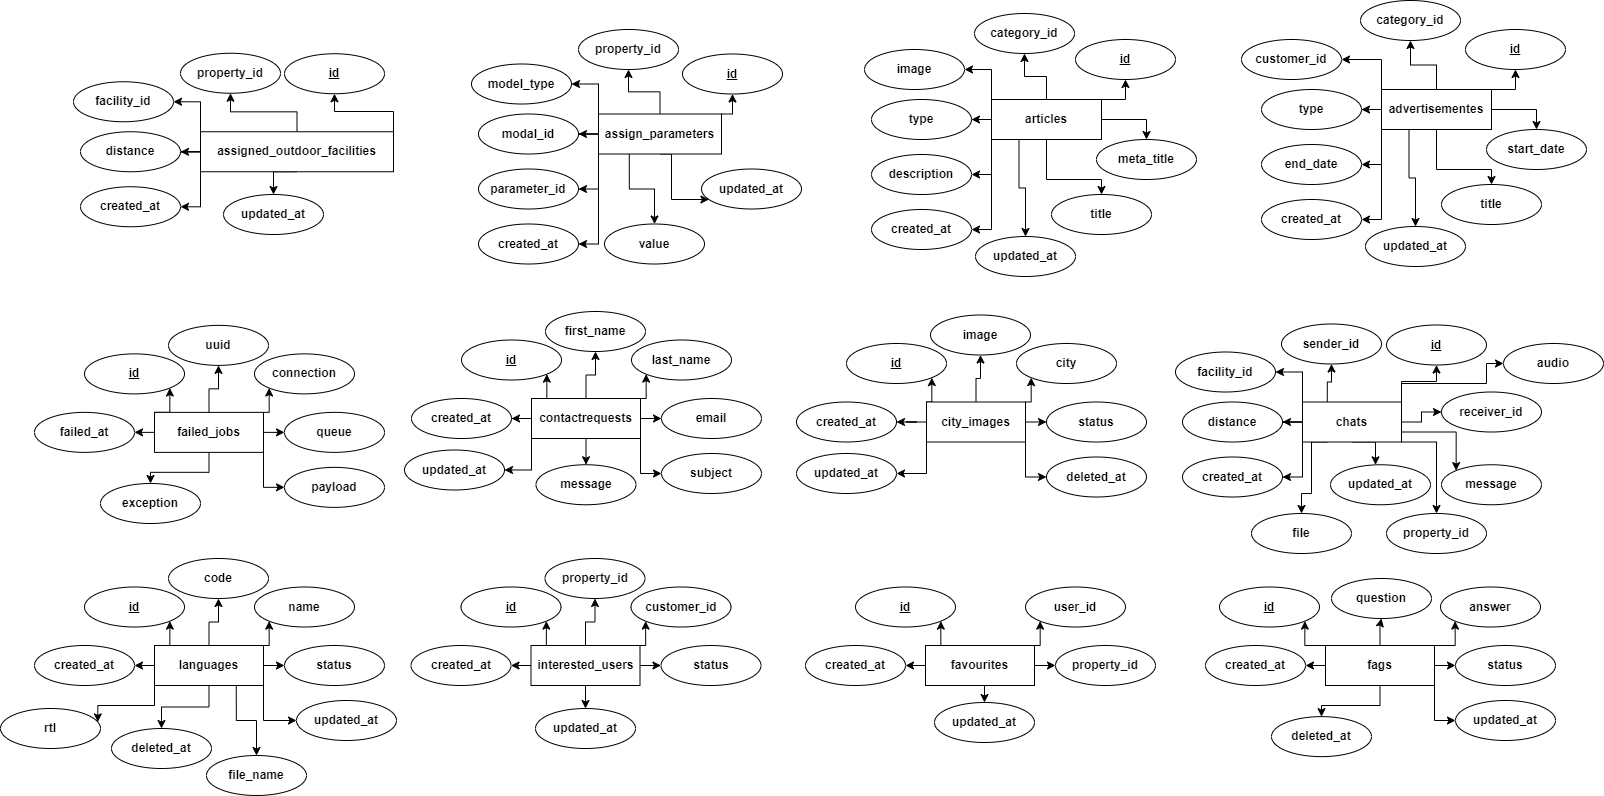 property_id
id
facility_id
distance
created_at
assigned_outdoor_facilities
updated_at
property_id
id
model_type
modal_id
parameter_id
created_at
assign_parameters
updated_at
value
category_id
id
image
type
description
created_at
articles
meta_title
title
updated_at
category_id
id
customer_id
type
end_date
created_at
advertisementes
start_date
title
updated_at
uuid
id
connection
failed_at
failed_jobs
queue
exception
payload
first_name
id
last_name
created_at
contactrequests
email
updated_at
message
subject
image
id
city
created_at
city_images
status
updated_at
deleted_at
sender_id
id
audio
facility_id
distance
chats
receiver_id
created_at
updated_at
message
file
property_id
code
id
name
created_at
languages
status
rtl
updated_at
deleted_at
file_name
property_id
id
customer_id
created_at
interested_users
status
updated_at
id
user_id
created_at
favourites
property_id
updated_at
question
id
answer
created_at
fags
status
updated_at
deleted_at